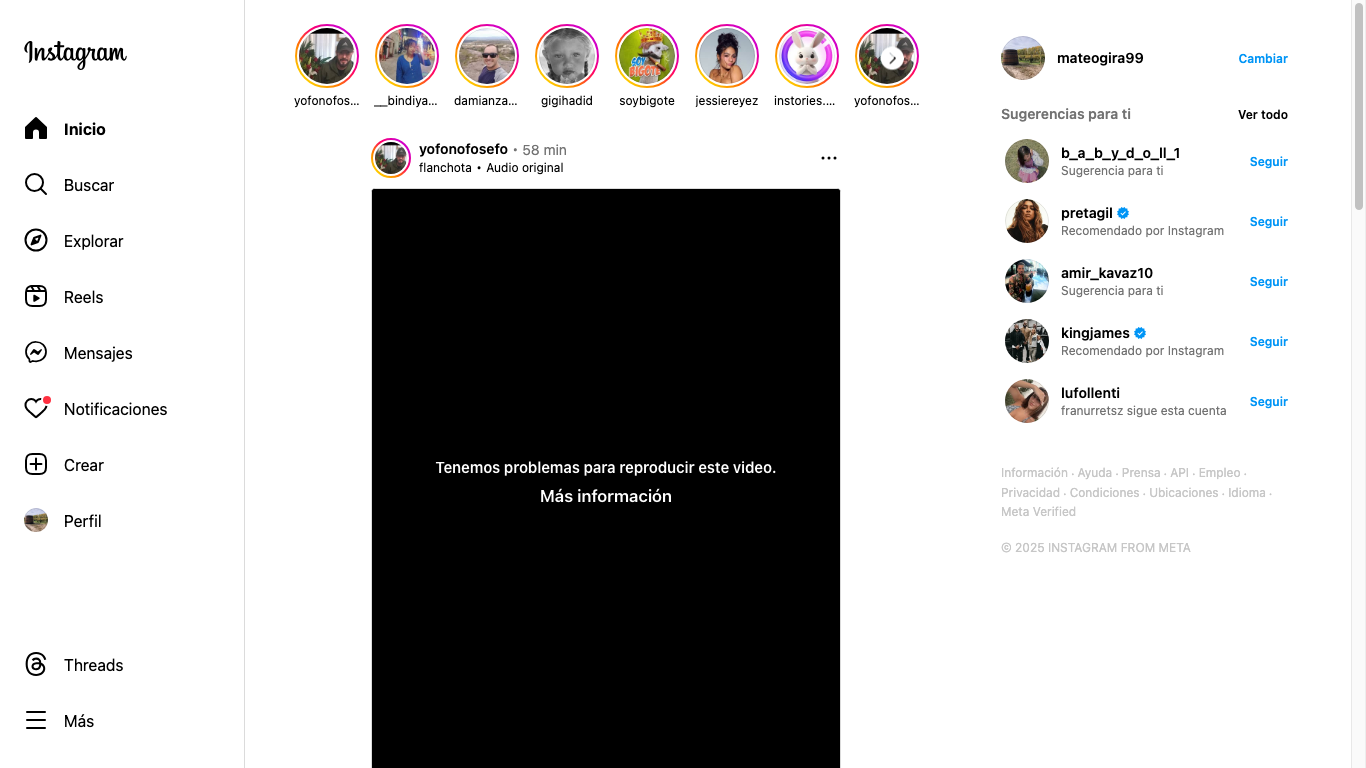 Instagram
Inicio
Buscar
Explorar
Reels
Mensajes
Notificaciones
Crear
Perfil
Threads
Más
yofonofos...
__bindiya...
damianza...
gigihadid
SOY
BIGOTE
soybigote
jessiereyez
instories....
yofonofos...
yofonofosefo • 58 min
flanchota • Audio original
Tenemos problemas para reproducir este video.
Más información
mateogira99
Cambiar
Sugerencias para ti
Ver todo
b_a_b_y_d_o_ll_1
Sugerencia para ti
Seguir
pretagil
Recomendado por Instagram
Seguir
amir_kavaz10
Sugerencia para ti
Seguir
kingjames
Recomendado por Instagram
Seguir
lufollenti
franurretsz sigue esta cuenta
Seguir
Información · Ayuda · Prensa · API · Empleo ·
Privacidad · Condiciones · Ubicaciones · Idioma ·
Meta Verified
© 2025 INSTAGRAM FROM META